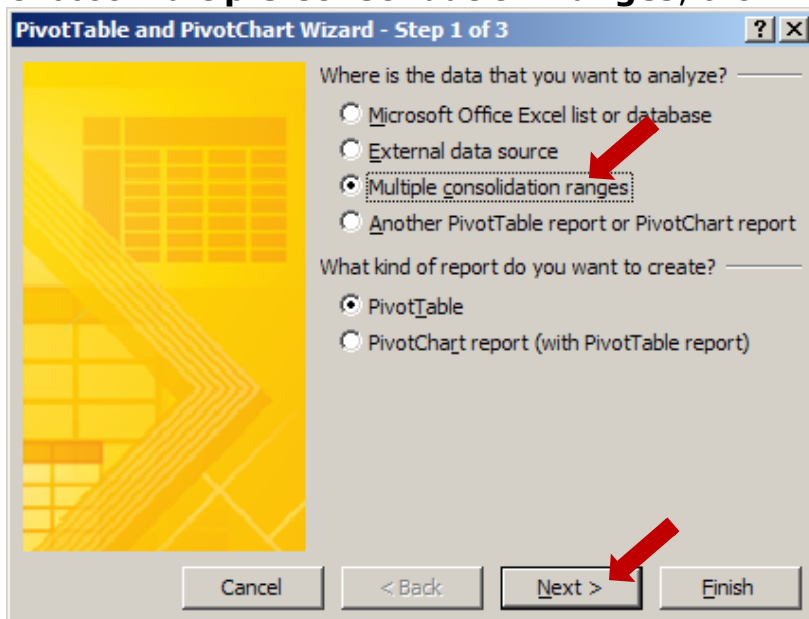 PivotTable and PivotChart Wizard - Step 1 of 3
Where is the data that you want to analyze?
Microsoft Office Excel list or database
External data source
Multiple consolidation ranges
Another PivotTable report or PivotChart report
What kind of report do you want to create?
PivotTable
PivotChart report (with PivotTable report)
Cancel
< Back
Next >
Finish